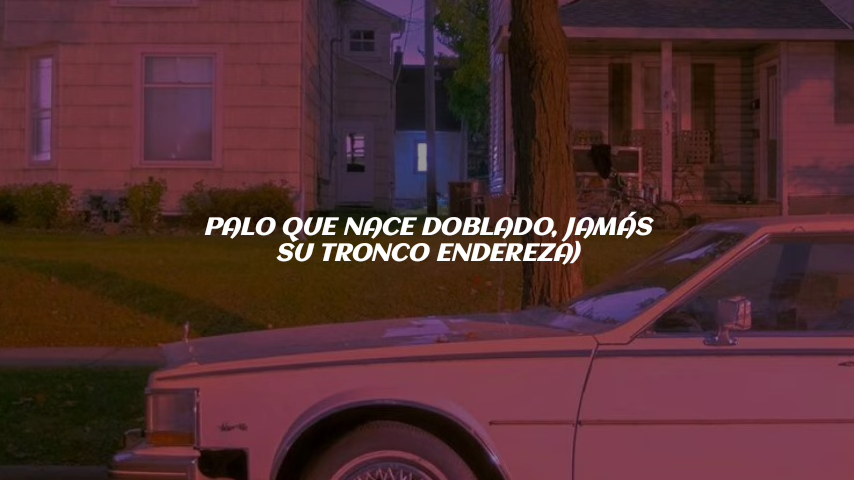 PALO QUE NACE DOBLADO, JAMÁS
SU TRONCO ENDEREZA)